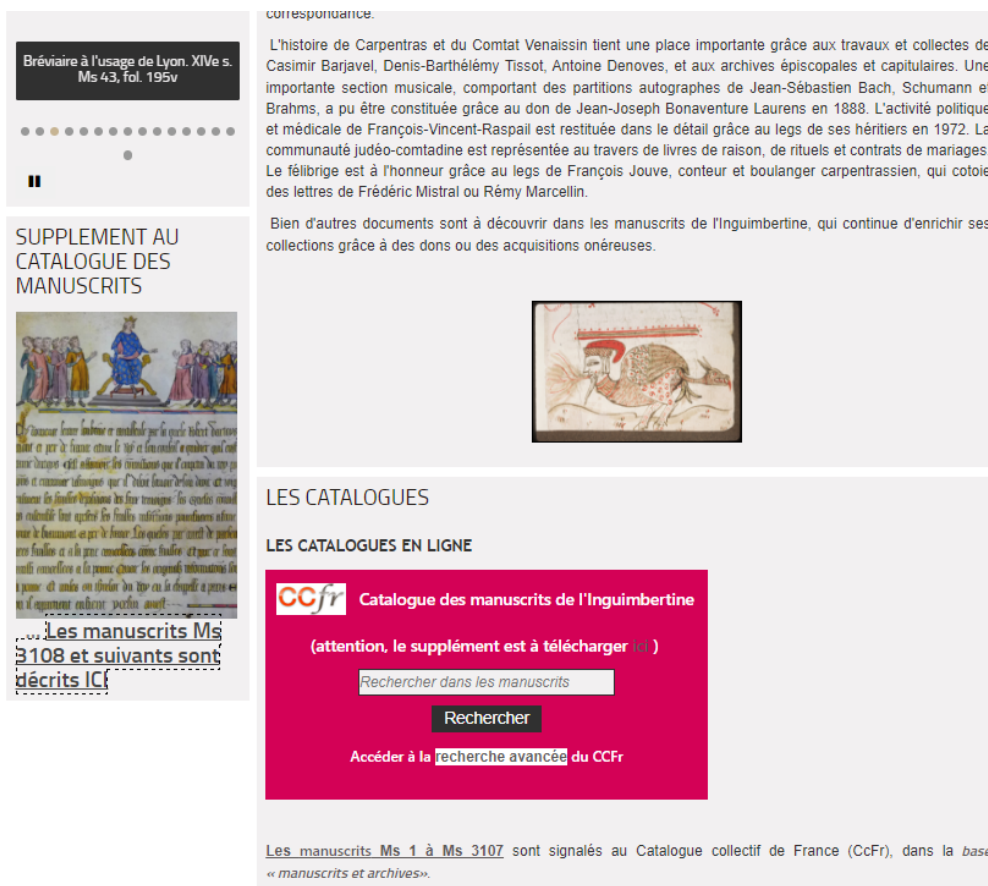 Bréviaire à l'usage de Lyon. XIVe s.
Ms 43, fol. 195v
SUPPLEMENT AU
CATALOGUE DES
MANUSCRITS
Les manuscrits Ms
3108 et suivants sont
décrits ICI
correspondance.
L'histoire de Carpentras et du Comtat Venaissin tient une place importante grâce aux travaux et collectes de
Casimir Barjavel, Denis-Barthélémy Tissot, Antoine Denoves, et aux archives épiscopales et capitulaires. Une
importante section musicale, comportant des partitions autographes de Jean-Sébastien Bach, Schumann et
Brahms, a pu être constituée grâce au don de Jean-Joseph Bonaventure Laurens en 1888. L'activité politique
et médicale de François-Vincent-Raspail est restituée dans le détail grâce au legs de ses héritiers en 1972. La
communauté judéo-comtadine est représentée au travers de livres de raison, de rituels et contrats de mariages.
Le félibrige est à l'honneur grâce au legs de François Jouve, conteur et boulanger carpentrassien, qui cotoie
des lettres de Frédéric Mistral ou Rémy Marcellin.
Bien d'autres documents sont à découvrir dans les manuscrits de l'Inguimbertine, qui continue d'enrichir ses
collections grâce à des dons ou des acquisitions onéreuses.
LES CATALOGUES
LES CATALOGUES EN LIGNE
CCfr Catalogue des manuscrits de l'Inguimbertine
(attention, le supplément est à télécharger ici )
Rechercher dans les manuscrits
Rechercher
Accéder à la recherche avancée du CCFr
Les manuscrits Ms 1 à Ms 3107 sont signalés au Catalogue collectif de France (CcFr), dans la base
« manuscrits et archives».